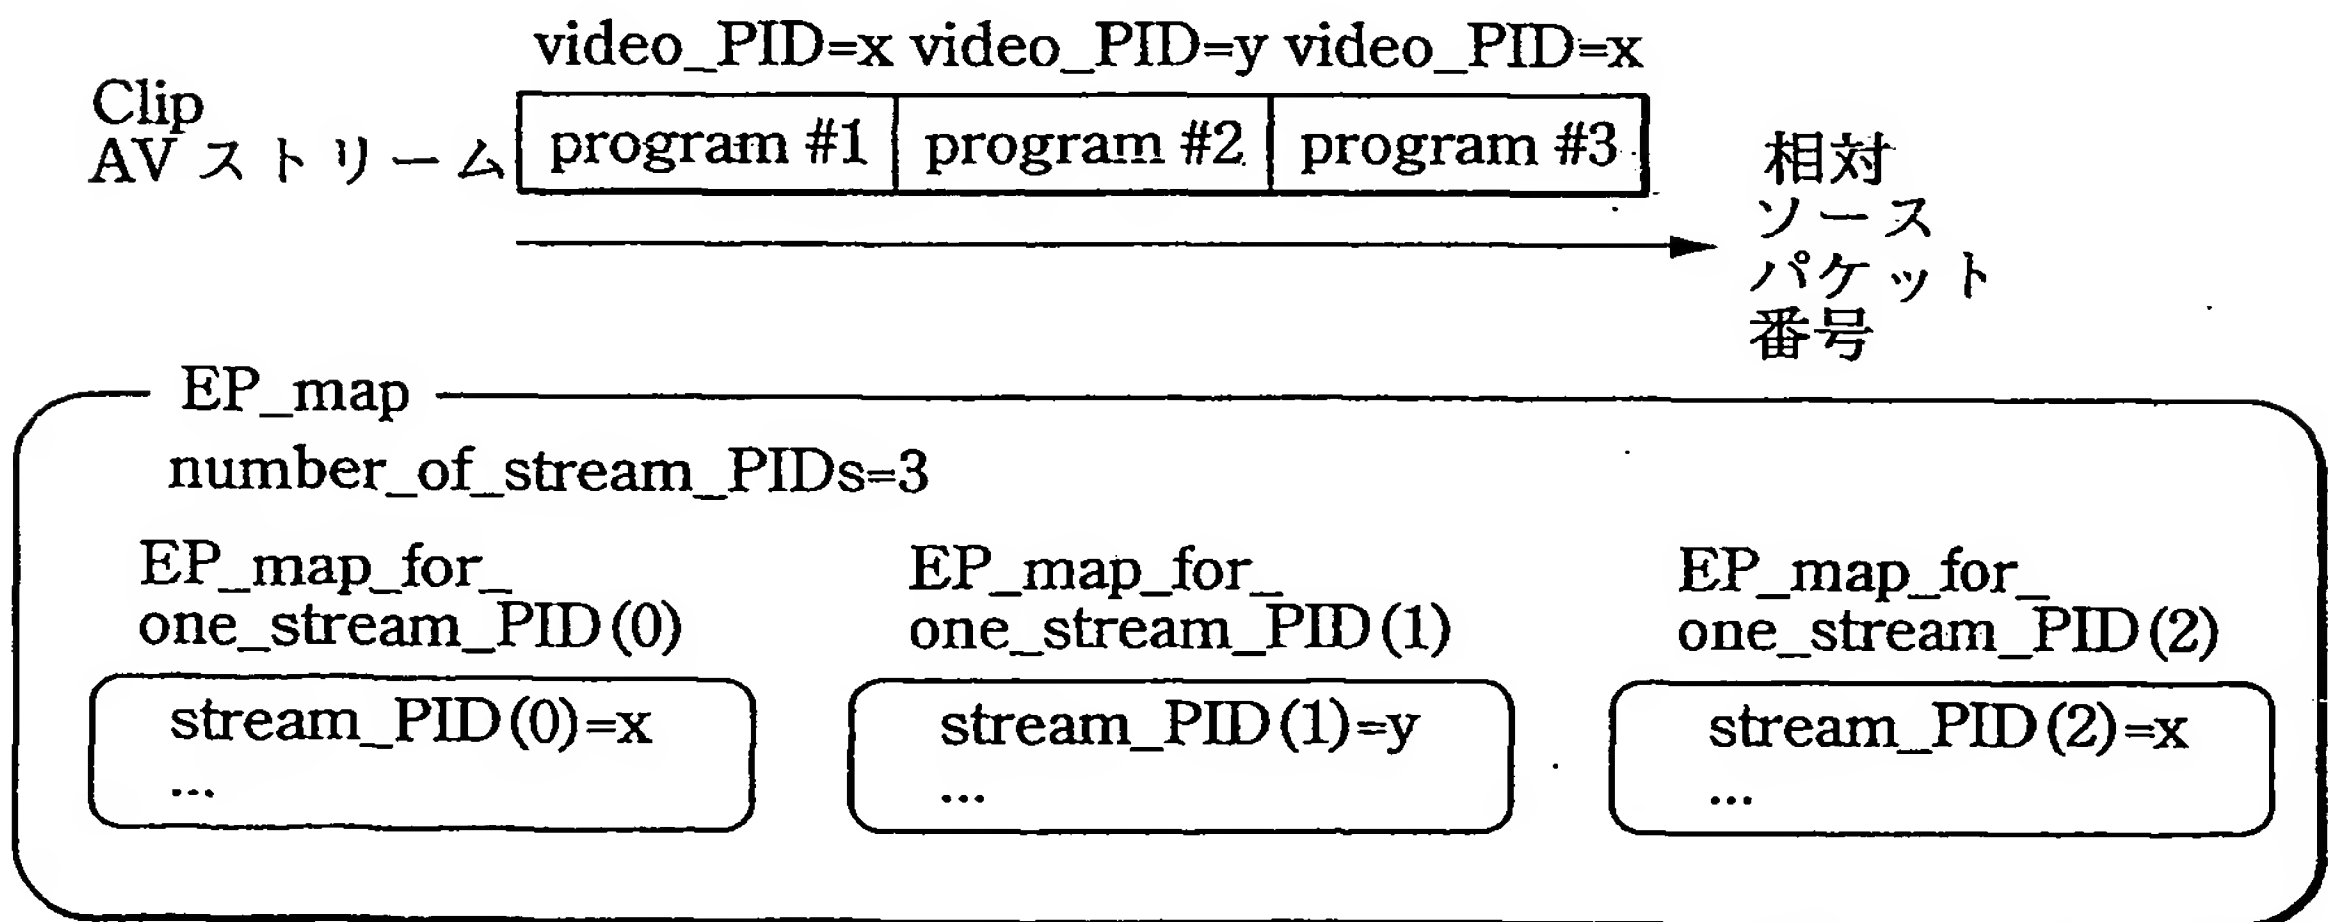 video_PID=x video_PID=y video_PID=x
Clip
AVストリーム
program #1 program #2 program #3
相対
ソース
パケット
番号
EP_map
number_of_stream_PIDs=3
EP_map_for_
one_stream_PID(0)
stream_PID(0)=x
...
EP_map_for_
one_stream_PID(1)
stream_PID(1)=y
...
EP_map_for_
one_stream_PID(2)
stream_PID(2)=x
...